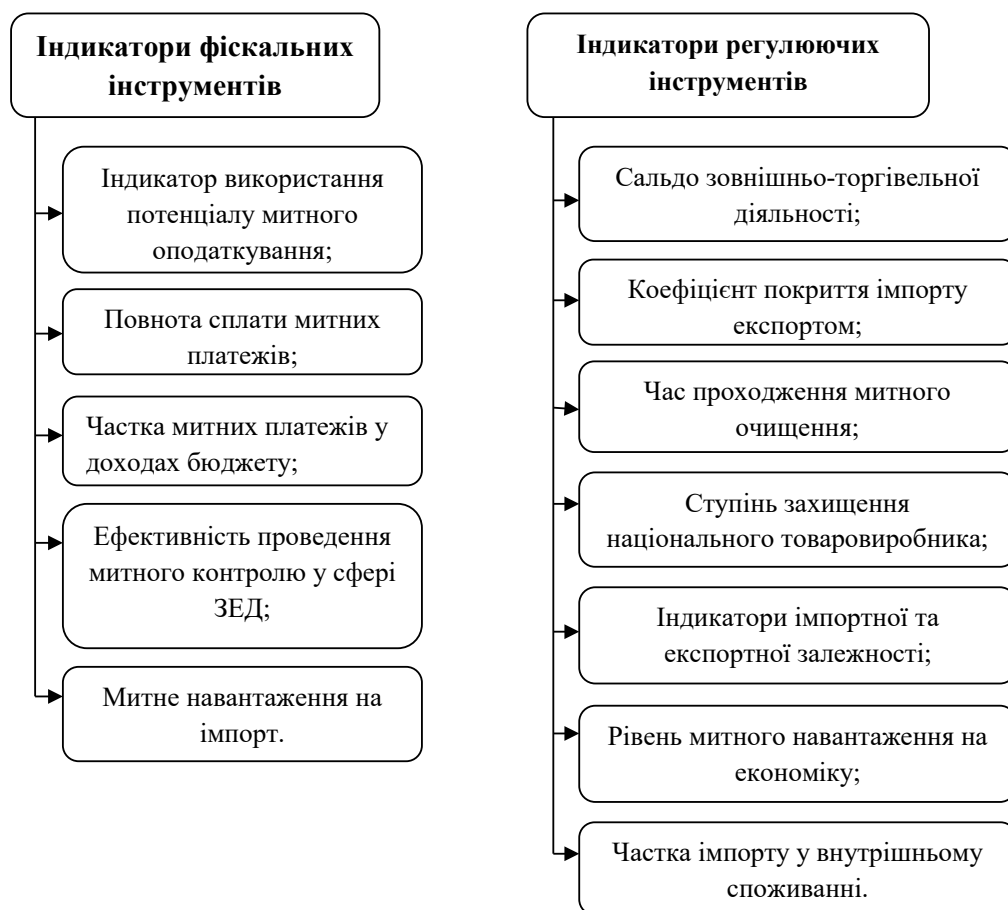 Індикатори фіскальних
інструментів
Індикатор використання
потенціалу митного
оподаткування;
Повнота сплати митних
платежів;
Частка митних платежів у
доходах бюджету;
Ефективність проведення
митного контролю у сфері
ЗЕД;
Митне навантаження на
імпорт.
Індикатори регулюючих
інструментів
Сальдо зовнішньо-торгівельної
діяльності;
Коефіцієнт покриття імпорту
експортом;
Час проходження митного
очищення;
Ступінь захищення
національного товаровиробника;
Індикатори імпортної та
експортної залежності;
Рівень митного навантаження на
економіку;
Частка імпорту у внутрішньому
споживанні.